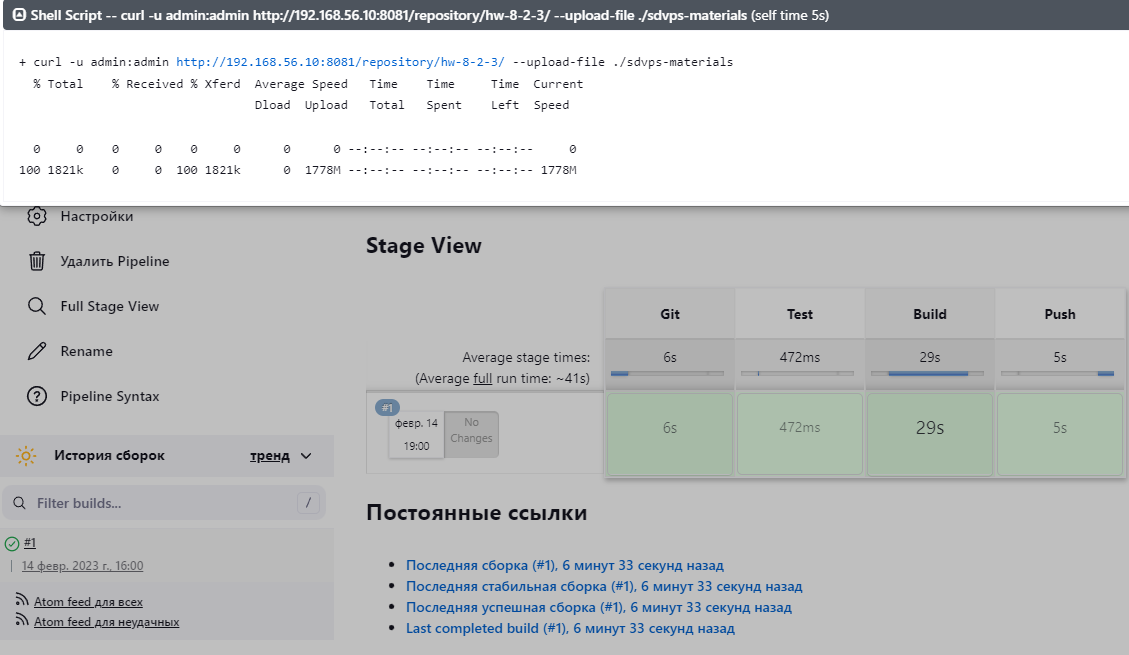 Shell Script -- curl -u admin:admin http://192.168.56.10:8081/repository/hw-8-2-3/ --upload-file ./sdvps-materials (self time 5s)
+ curl -u admin:admin http://192.168.56.10:8081/repository/hw-8-2-3/ --upload-file ./sdvps-materials
% Total % Received % Xferd Average Speed Time Time Time Current
Dload Upload Total Spent Left Speed
0 0 0 0 0 0 0 0 --:--:-- --:--:-- --:--:-- 0
100 1821k 0 0 100 1821k 0 1778M --:--:-- --:--:-- --:--:-- 1778M
Настройки
Удалить Pipeline
Full Stage View
Rename
Pipeline Syntax
История сборок тренд
Filter builds... /
#1
14 февр. 2023 г., 16:00
Atom feed для всех
Atom feed для неудачных
Stage View
Git Test Build Push
Average stage times: 6s 472ms 29s 5s
(Average full run time: ~41s)
#1
февр. 14
19:00
No
Changes
6s 472ms 29s 5s
Постоянные ссылки
Последняя сборка (#1), 6 минут 33 секунд назад
Последняя стабильная сборка (#1), 6 минут 33 секунд назад
Последняя успешная сборка (#1), 6 минут 33 секунд назад
Last completed build (#1), 6 минут 33 секунд назад